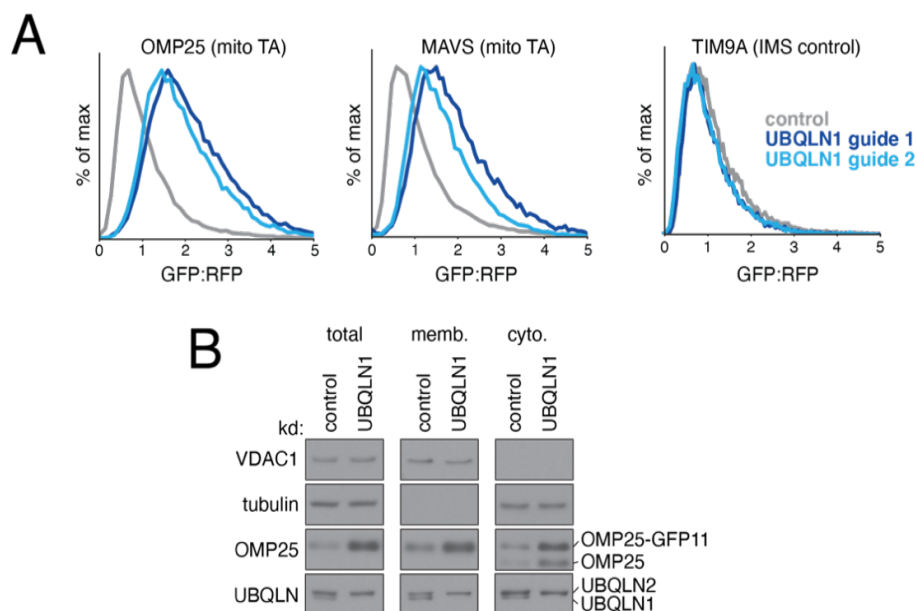 A
OMP25 (mito TA)
% of max
0 1 2 3 4 5
GFP:RFP
MAVS (mito TA)
% of max
0 1 2 3 4 5
GFP:RFP
TIM9A (IMS control)
% of max
0 1 2 3 4 5
GFP:RFP
control
UBQLN1 guide 1
UBQLN1 guide 2
B
total memb. cyto.
kd: control UBQLN1 control UBQLN1 control UBQLN1
VDAC1
tubulin
OMP25
OMP25-GFP11
OMP25
UBQLN
UBQLN2
UBQLN1